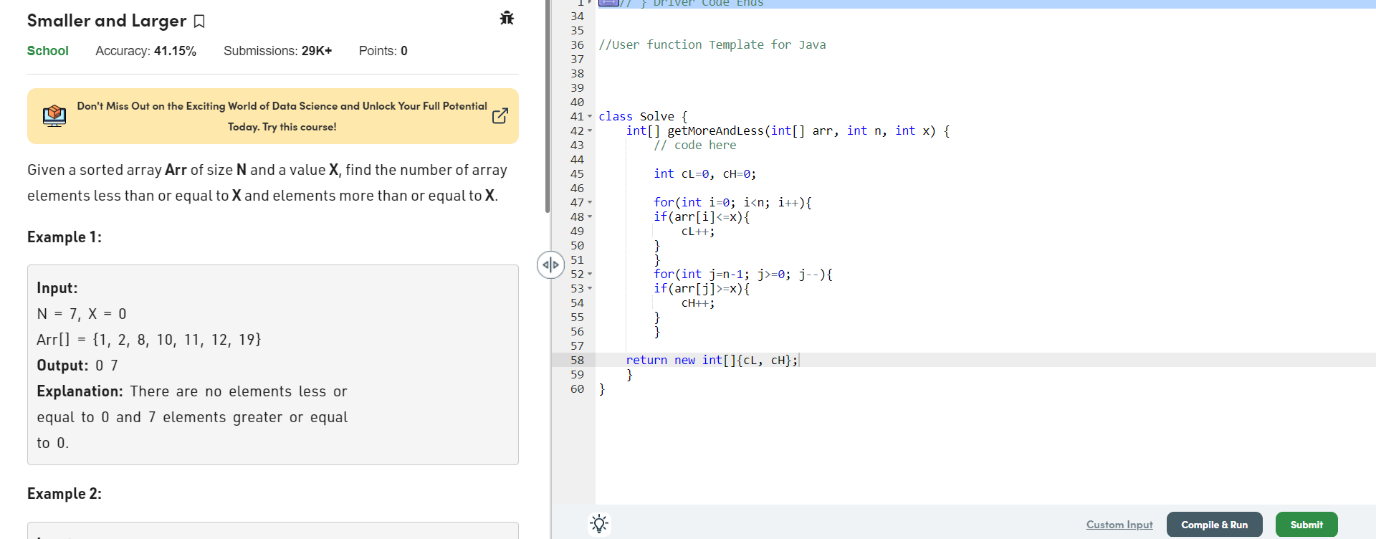 Smaller and Larger
School Accuracy: 41.15% Submissions: 29K+ Points: 0
Don't Miss Out on the Exciting World of Data Science and Unlock Your Full Potential
Today. Try this course!
Given a sorted array Arr of size N and a value X, find the number of array
elements less than or equal to X and elements more than or equal to X.
Example 1:
Input:
N = 7, X = 0
Arr[] = {1, 2, 8, 10, 11, 12, 19}
Output: 0 7
Explanation: There are no elements less or
equal to 0 and 7 elements greater or equal
to 0.
Example 2:
1 // } Driver Code Ends
34
35
36 //User function Template for Java
37
38
39
40
41 class Solve {
42 int[] getMoreAndLess(int[] arr, int n, int x) {
43 // code here
44
45 int cL=0, cH=0;
46
47 for(int i=0; i<n; i++){
48 if(arr[i]<=x){
49 cL++;
50 }
51 }
52 for(int j=n-1; j>=0; j--){
53 if(arr[j]>=x){
54 cH++;
55 }
56 }
57
58 return new int[]{cL, cH};
59 }
60 }
Custom Input Compile & Run Submit